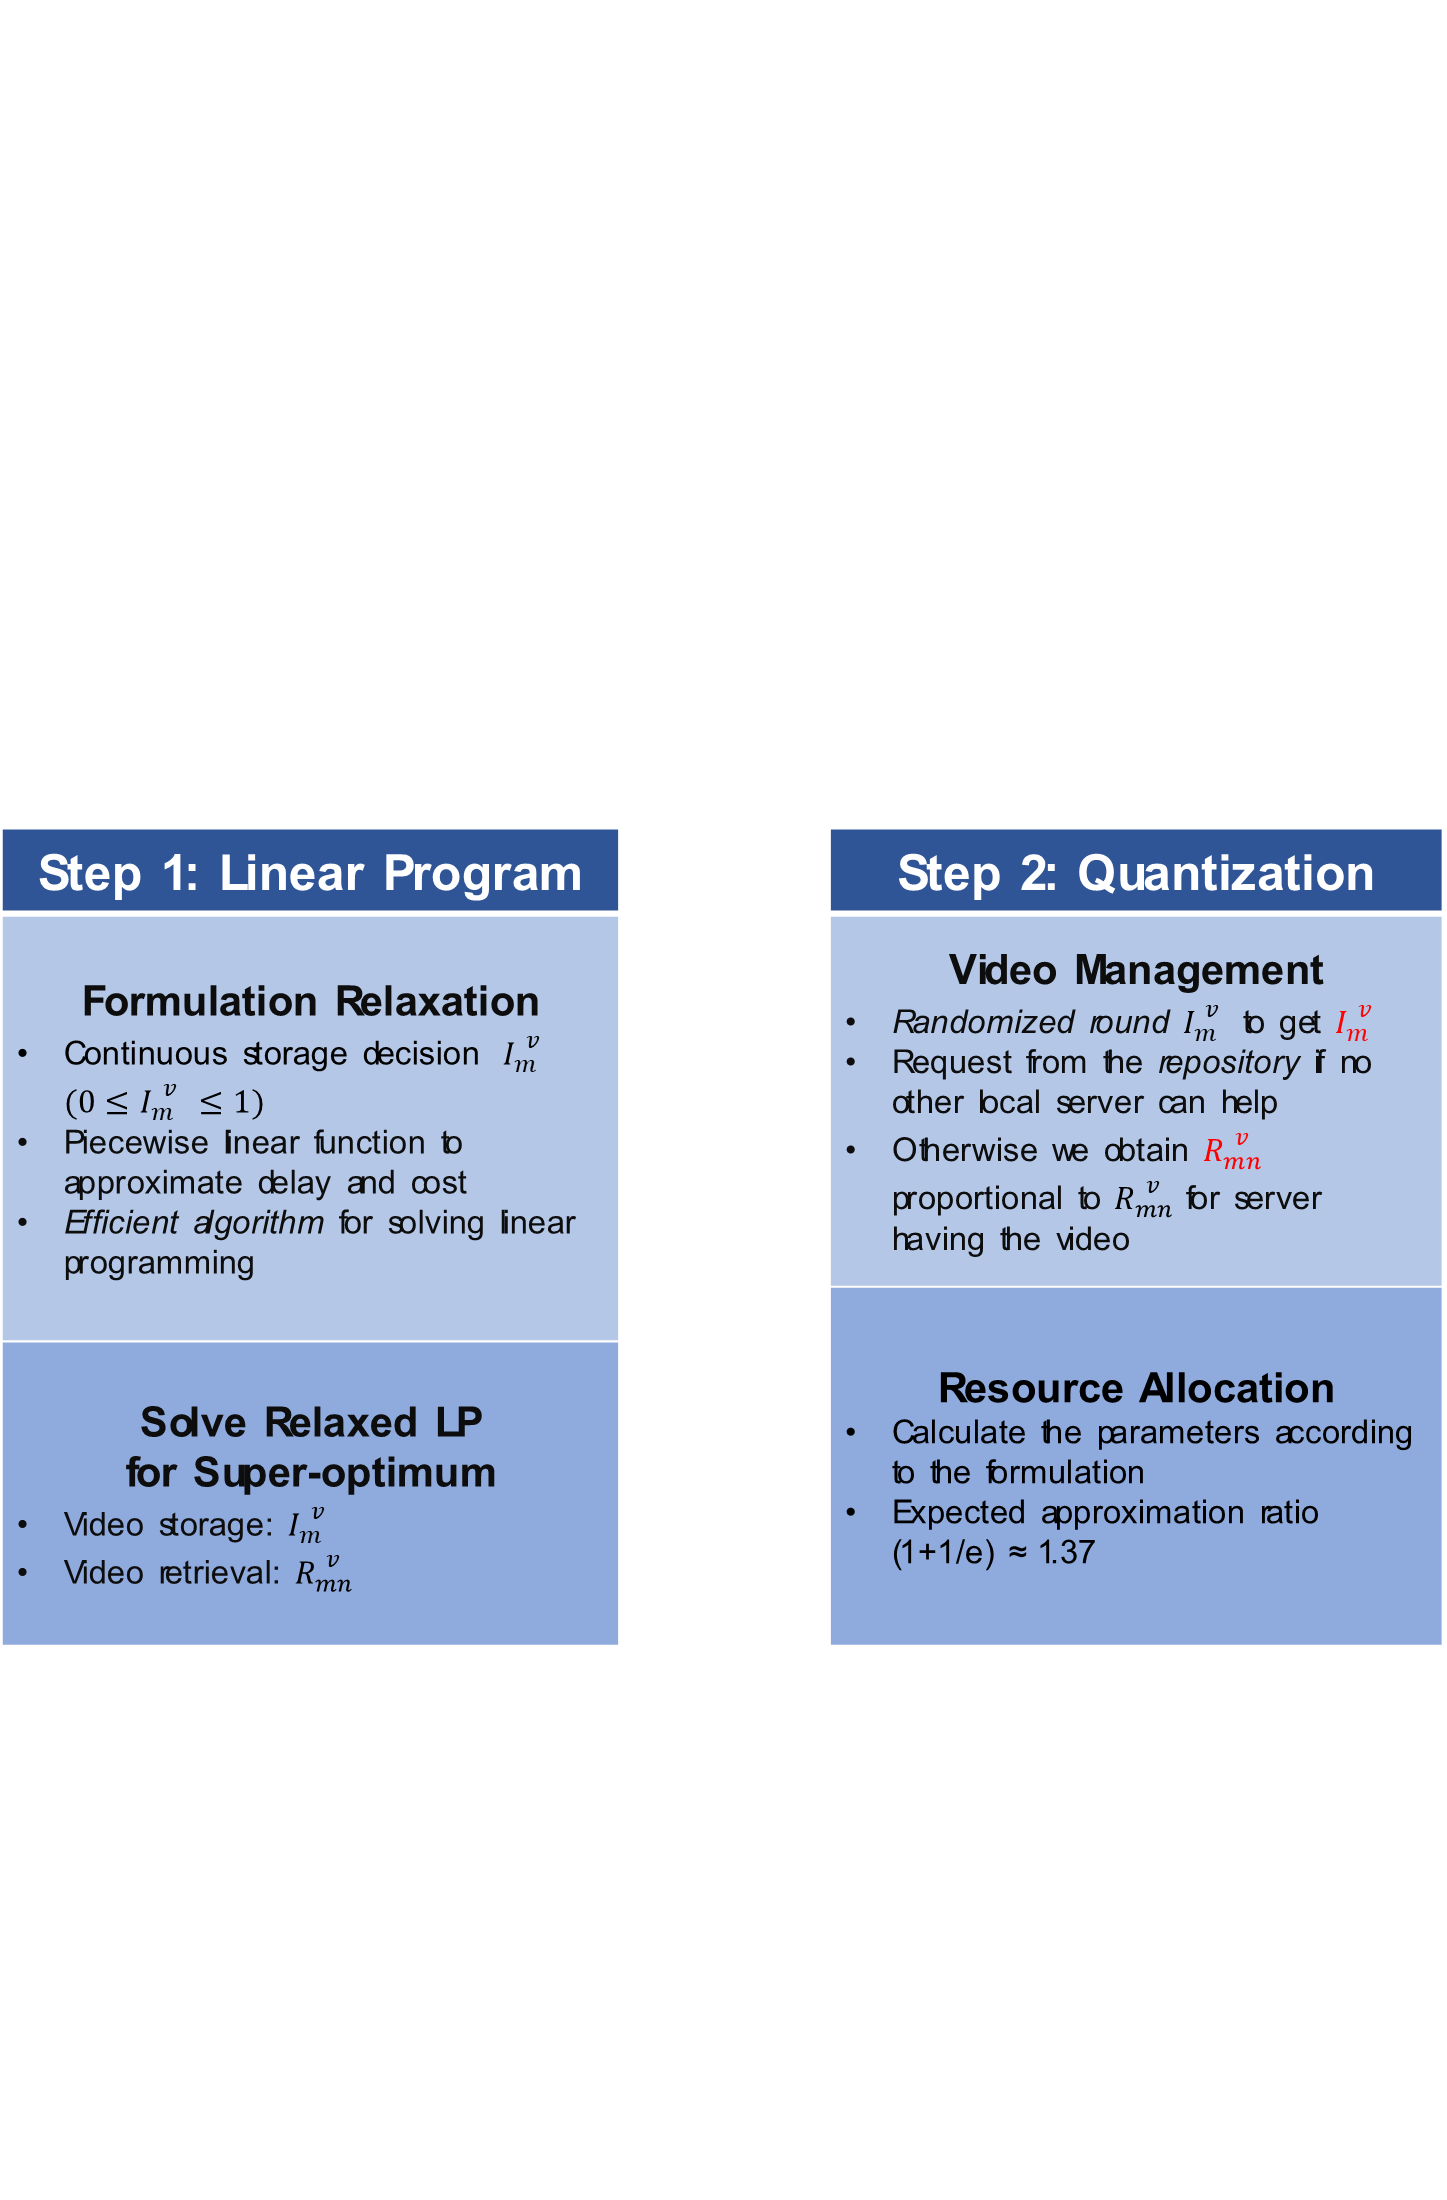 Step 1: Linear Program
Formulation Relaxation
• Continuous storage decision I_m^v
(0 ≤ I_m^v ≤ 1)
• Piecewise linear function to
approximate delay and cost
• Efficient algorithm for solving linear
programming
Solve Relaxed LP
for Super-optimum
• Video storage: I_m^v
• Video retrieval: R_mn^v
Step 2: Quantization
Video Management
• Randomized round I_m^v to get I_m^v
• Request from the repository if no
other local server can help
• Otherwise we obtain R_mn^v
proportional to R_mn^v for server
having the video
Resource Allocation
• Calculate the parameters according
to the formulation
• Expected approximation ratio
(1+1/e) ≈ 1.37